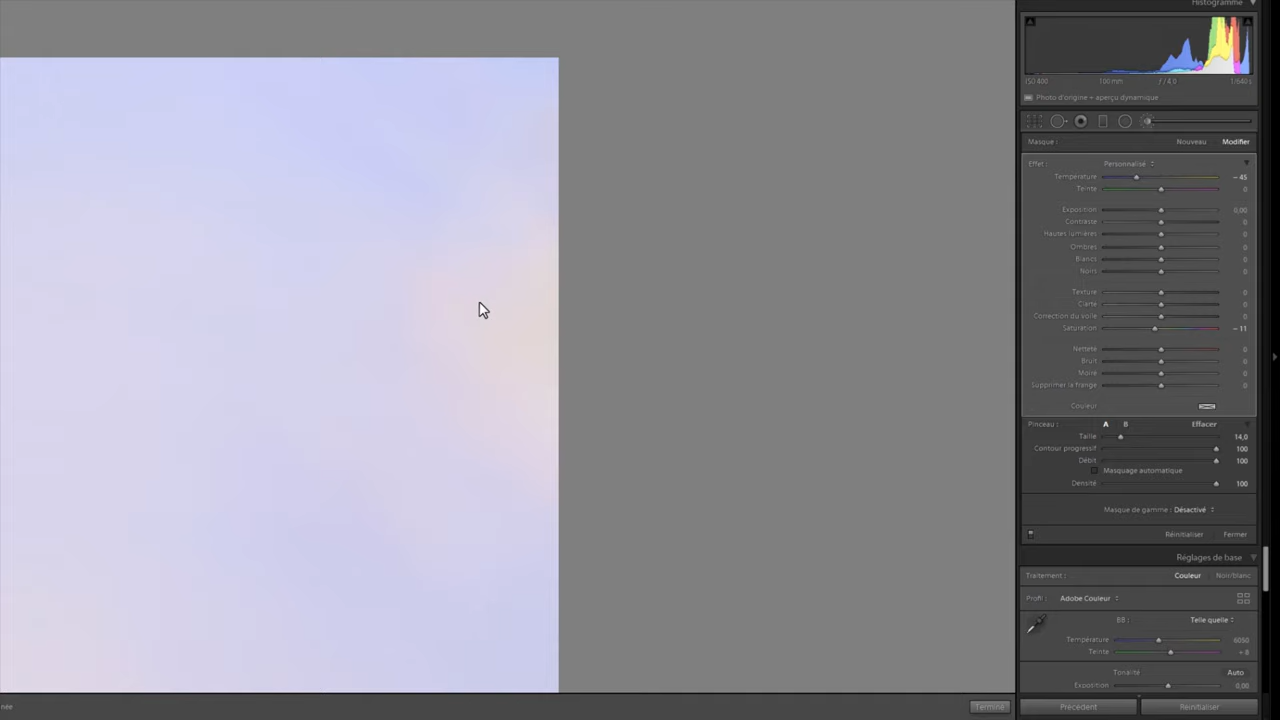 Histogramme
ISO 400 100 mm ƒ / 4,0 1/640 s
Photo d'origine + aperçu dynamique
Masque : Nouveau Modifier
Effet : Personnalisé
Température - 45
Teinte 0
Exposition 0,00
Contraste 0
Hautes lumières 0
Ombres 0
Blancs 0
Noirs 0
Texture 0
Clarté 0
Correction du voile 0
Saturation - 11
Netteté 0
Bruit 0
Moiré 0
Supprimer la frange 0
Couleur
Pinceau : A B Effacer
Taille 14,0
Contour progressif 100
Débit 100
Masquage automatique
Densité 100
Masque de gamme : Désactivé
Réinitialiser Fermer
Réglages de base
Traitement : Couleur Noir/blanc
Profil : Adobe Couleur
BB : Telle quelle
Température 6050
Teinte + 8
Tonalité Auto
Exposition 0,00
née Terminé Précédent Réinitialiser